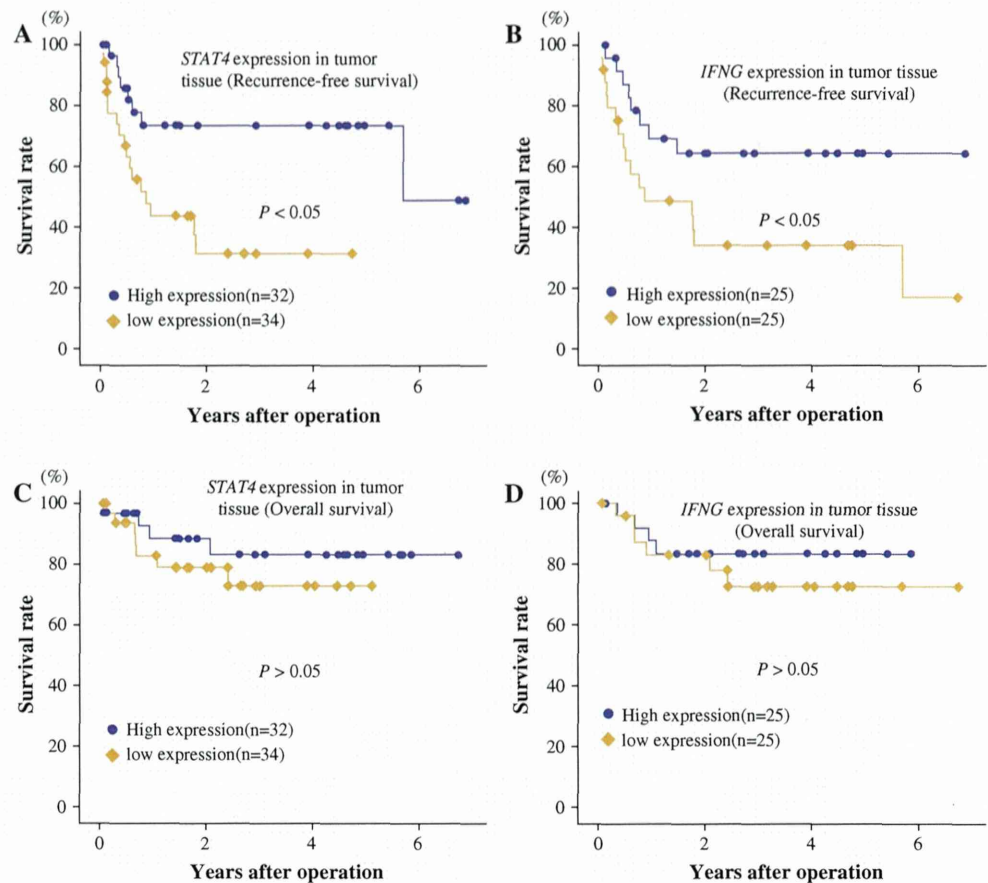 A
(%)
STAT4 expression in tumor
tissue (Recurrence-free survival)
100
80
60
40
20
0
Survival rate
P < 0.05
High expression(n=32)
low expression(n=34)
0 2 4 6
Years after operation
B
(%)
IFNG expression in tumor tissue
(Recurrence-free survival)
100
80
60
40
20
0
Survival rate
P < 0.05
High expression(n=25)
low expression(n=25)
0 2 4 6
Years after operation
C
(%)
STAT4 expression in tumor
tissue (Overall survival)
100
80
60
40
20
0
Survival rate
P > 0.05
High expression(n=32)
low expression(n=34)
0 2 4 6
Years after operation
D
(%)
IFNG expression in tumor tissue
(Overall survival)
100
80
60
40
20
0
Survival rate
P > 0.05
High expression(n=25)
low expression(n=25)
0 2 4 6
Years after operation